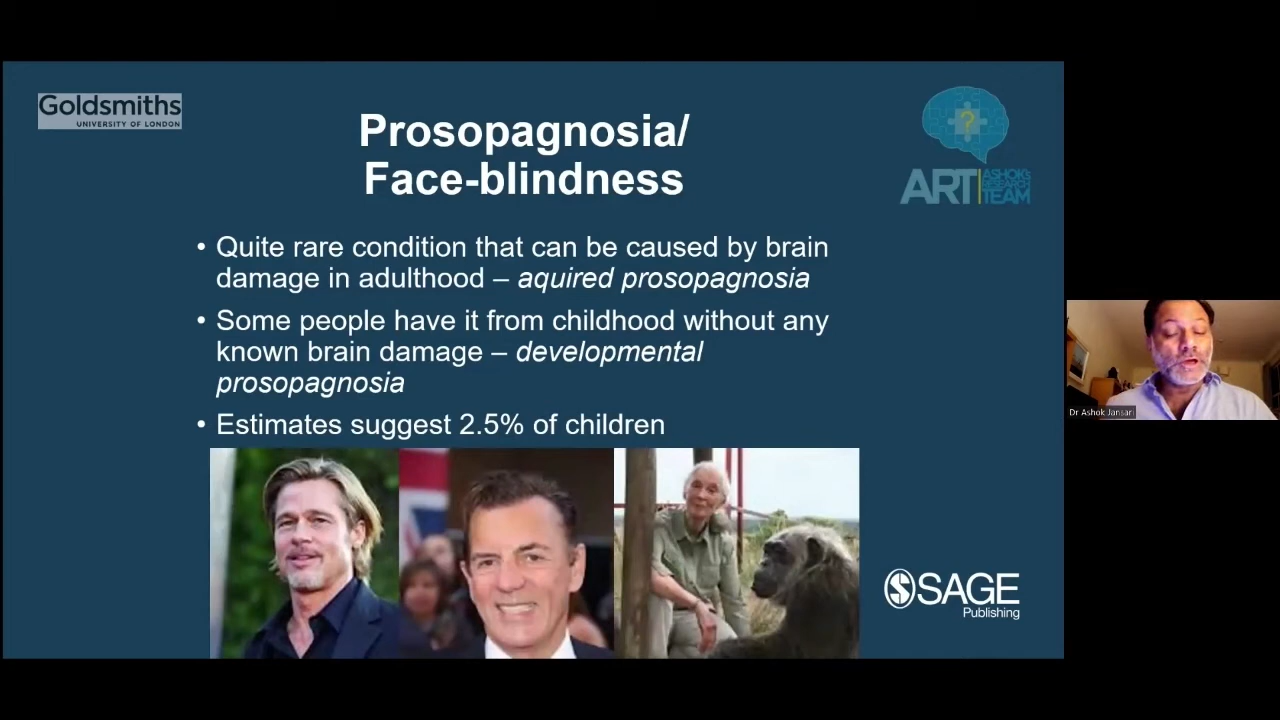 Goldsmiths
UNIVERSITY OF LONDON
Prosopagnosia/
Face-blindness
?
ART
ASHOK'S
RESEARCH
TEAM
• Quite rare condition that can be caused by brain
damage in adulthood – aquired prosopagnosia
• Some people have it from childhood without any
known brain damage – developmental
prosopagnosia
• Estimates suggest 2.5% of children
Dr Ashok Jansari
S SAGE
Publishing